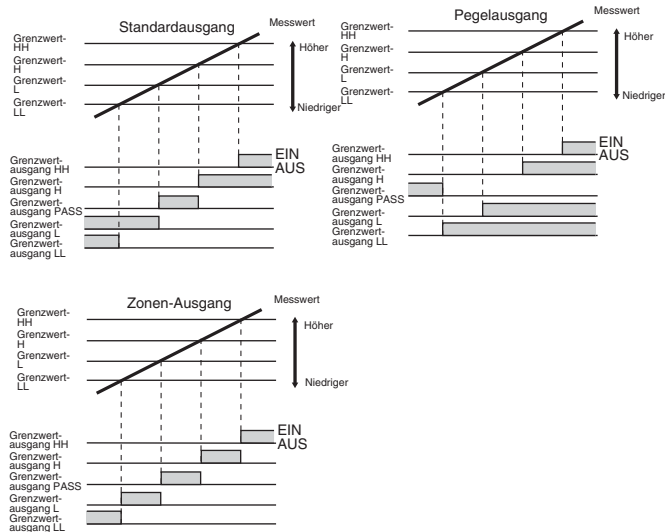 Standardausgang
Messwert
Grenzwert-
HH
Grenzwert-
H
Grenzwert-
L
Grenzwert-
LL
Höher
Niedriger
Grenzwert-
ausgang HH
Grenzwert-
ausgang H
Grenzwert-
ausgang PASS
Grenzwert-
ausgang L
Grenzwert-
ausgang LL
EIN
AUS
Pegelausgang
Messwert
Grenzwert-
HH
Grenzwert-
H
Grenzwert-
L
Grenzwert-
LL
Höher
Niedriger
Grenzwert-
ausgang HH
Grenzwert-
ausgang H
Grenzwert-
ausgang PASS
Grenzwert-
ausgang L
Grenzwert-
ausgang LL
EIN
AUS
Zonen-Ausgang
Messwert
Grenzwert-
HH
Grenzwert-
H
Grenzwert-
L
Grenzwert-
LL
Höher
Niedriger
Grenzwert-
ausgang HH
Grenzwert-
ausgang H
Grenzwert-
ausgang PASS
Grenzwert-
ausgang L
Grenzwert-
ausgang LL
EIN
AUS